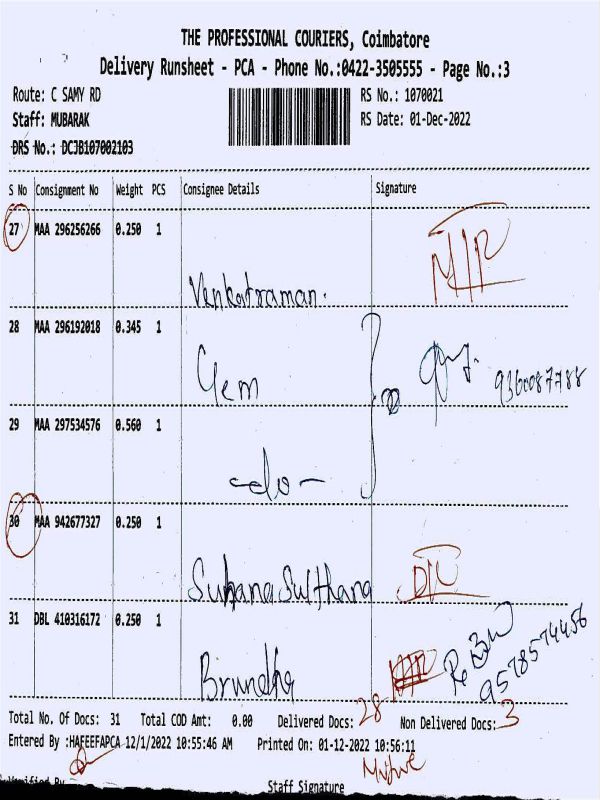 THE PROFESSIONAL COURIERS, Coimbatore
Delivery Runsheet - PCA - Phone No.:0422-3505555 - Page No.:3
Route: C SAMY RD RS No.: 1070021
Staff: MUBARAK RS Date: 01-Dec-2022
DRS No.: DCJB107002103
S No Consignment No Weight PCS Consignee Details Signature
27 MAA 296256266 0.250 1
Venkatraman.
28 MAA 296192018 0.345 1
Gem 9360087788
29 MAA 297534576 0.560 1
-do-
30 MAA 942677327 0.250 1
Suhana Sulthana
31 DBL 410316172 0.250 1
Brundha 9578574456
Total No. Of Docs: 31 Total COD Amt: 0.00 Delivered Docs: 28 Non Delivered Docs: 3
Entered By :HAFEEFAPCA 12/1/2022 10:55:46 AM Printed On: 01-12-2022 10:56:11
Verified By Staff Signature